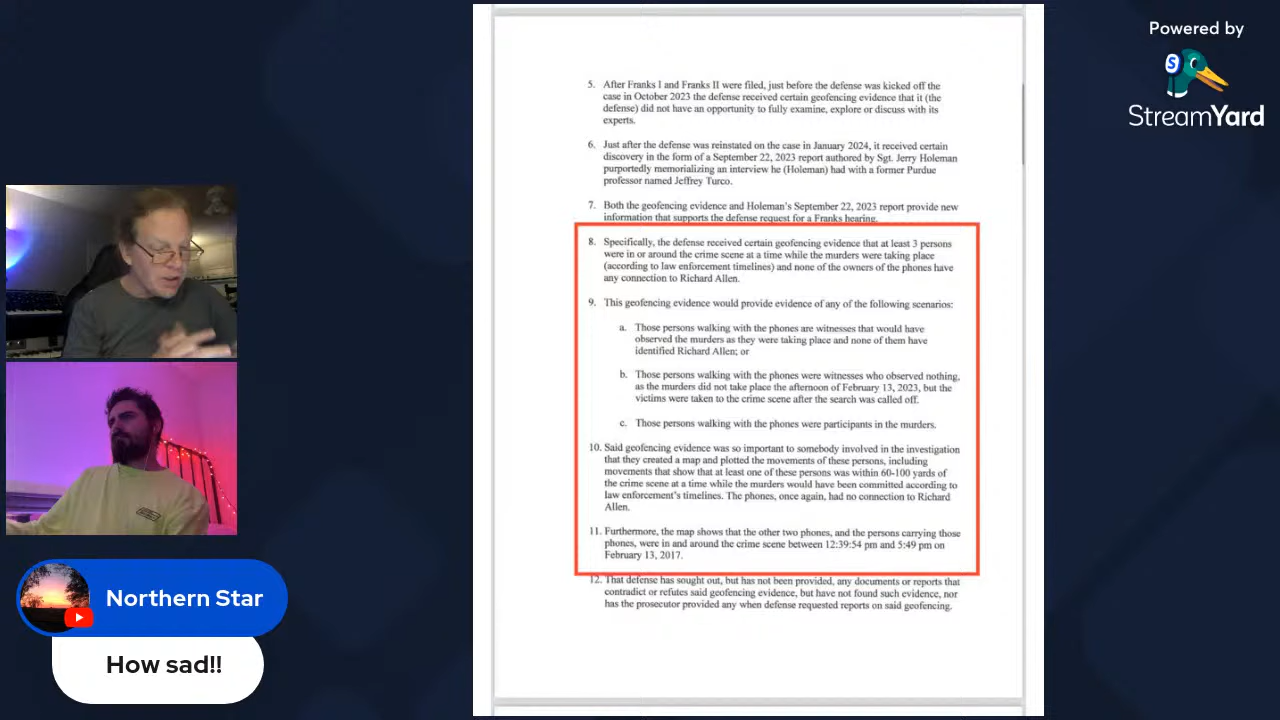 5. After Franks I and Franks II were filed, just before the defense was kicked off the
case in October 2023 the defense received certain geofencing evidence that it (the
defense) did not have an opportunity to fully examine, explore or discuss with its
experts.
6. Just after the defense was reinstated on the case in January 2024, it received certain
discovery in the form of a September 22, 2023 report authored by Sgt. Jerry Holeman
purportedly memorializing an interview he (Holeman) had with a former Purdue
professor named Jeffrey Turco.
7. Both the geofencing evidence and Holeman's September 22, 2023 report provide new
information that supports the defense request for a Franks hearing.
8. Specifically, the defense received certain geofencing evidence that at least 3 persons
were in or around the crime scene at a time while the murders were taking place
(according to law enforcement timelines) and none of the owners of the phones have
any connection to Richard Allen.
9. This geofencing evidence would provide evidence of any of the following scenarios:
a. Those persons walking with the phones are witnesses that would have
observed the murders as they were taking place and none of them have
identified Richard Allen; or
b. Those persons walking with the phones were witnesses who observed nothing,
as the murders did not take place the afternoon of February 13, 2023, but the
victims were taken to the crime scene after the search was called off.
c. Those persons walking with the phones were participants in the murders.
10. Said geofencing evidence was so important to somebody involved in the investigation
that they created a map and plotted the movements of these persons, including
movements that show that at least one of these persons was within 60-100 yards of
the crime scene at a time while the murders would have been committed according to
law enforcement's timelines. The phones, once again, had no connection to Richard
Allen.
11. Furthermore, the map shows that the other two phones, and the persons carrying those
phones, were in and around the crime scene between 12:39:54 pm and 5:49 pm on
February 13, 2017.
12. That defense has sought out, but has not been provided, any documents or reports that
contradict or refutes said geofencing evidence, but have not found such evidence, nor
has the prosecutor provided any when defense requested reports on said geofencing.
Powered by
S
StreamYard
Northern Star
How sad!!